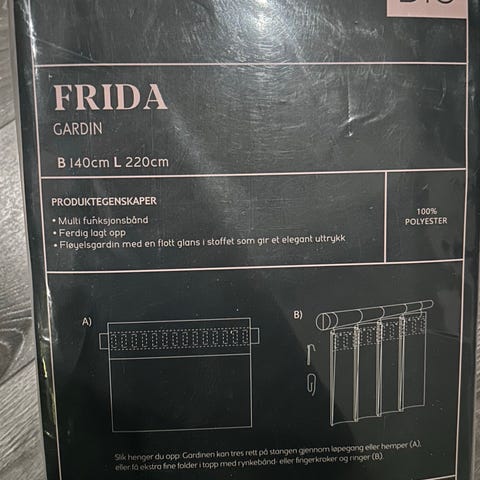 FRIDA
GARDIN
B 140cm L 220cm
PRODUKTEGENSKAPER
• Multi funksjonsbånd
• Ferdig lagt opp
• Fløyelsgardin med en flott glans i stoffet som gir et elegant uttrykk
100%
POLYESTER
A)
B)
Slik henger du opp: Gardinen kan tres rett på stangen gjennom løpegang eller hemper (A),
eller få ekstra fine folder i topp med rynkebånd- eller fingerkroker og ringer (B).